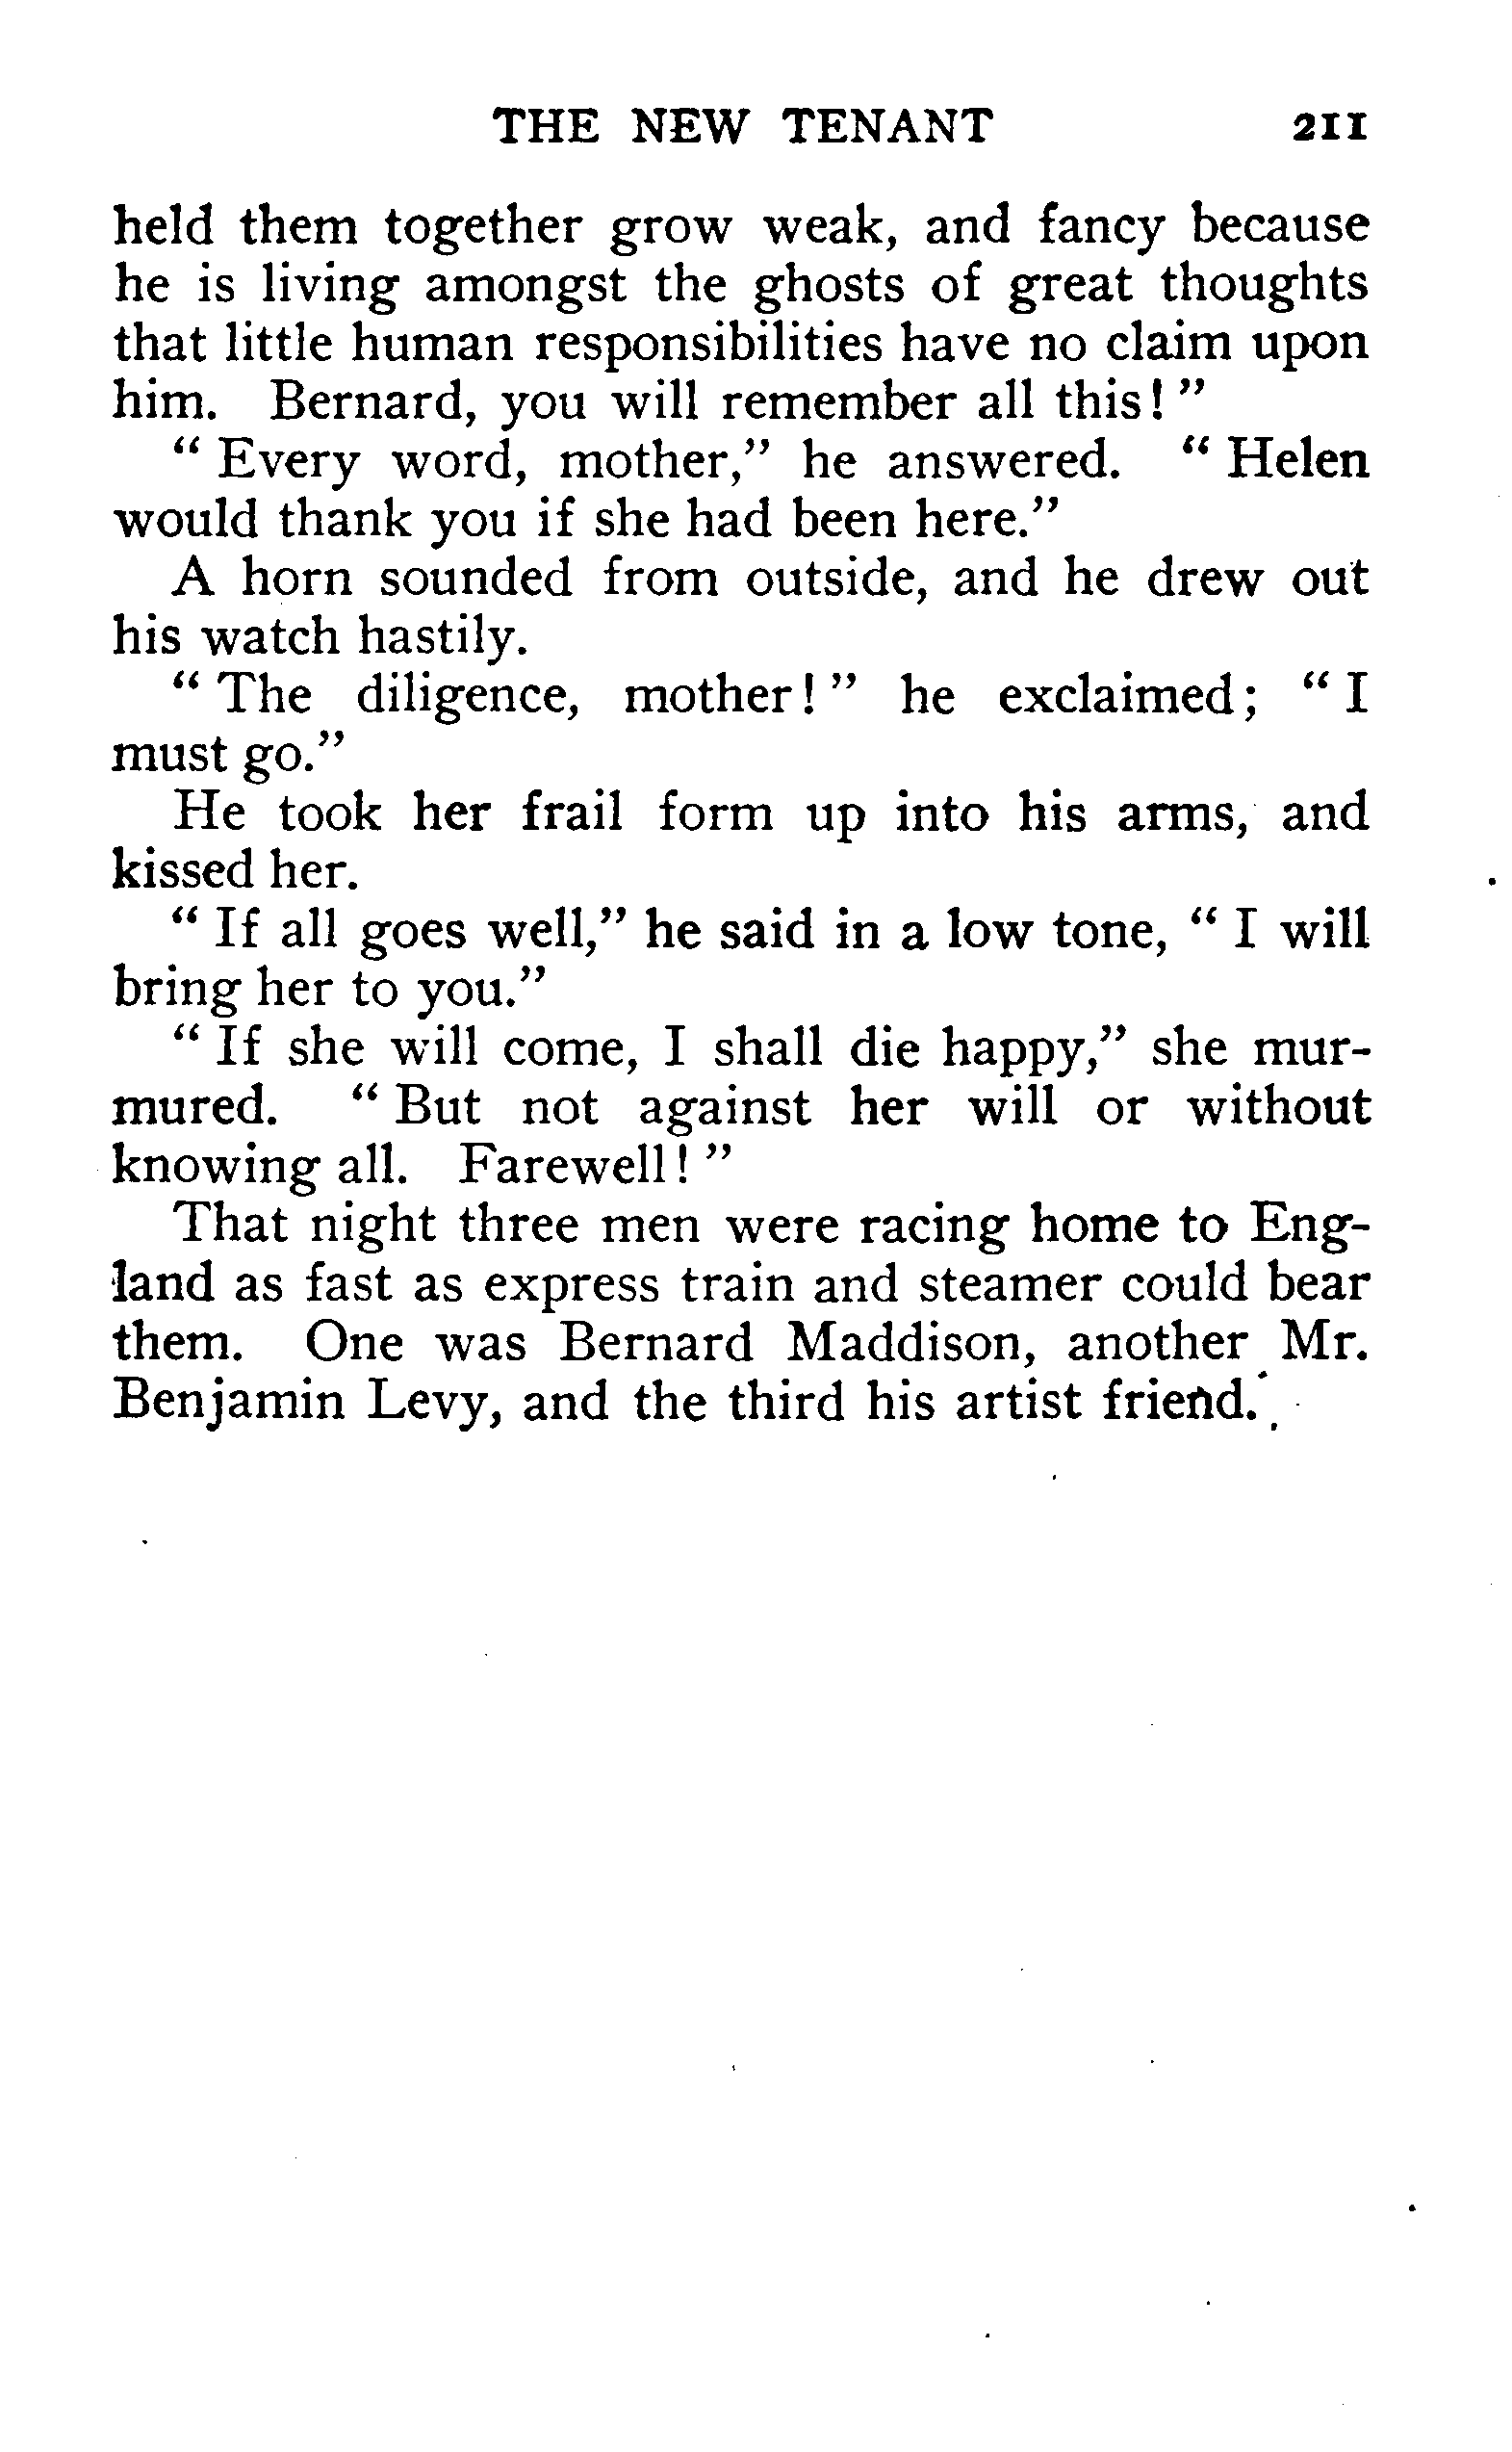 THE NEW TENANT 211
held them together grow weak, and fancy because
he is living amongst the ghosts of great thoughts
that little human responsibilities have no claim upon
him. Bernard, you will remember all this! ”
“ Every word, mother,” he answered. “ Helen
would thank you if she had been here.”
A horn sounded from outside, and he drew out
his watch hastily.
“ The diligence, mother! ” he exclaimed; “ I
must go.”
He took her frail form up into his arms, and
kissed her.
“ If all goes well,” he said in a low tone, “ I will
bring her to you.”
“ If she will come, I shall die happy,” she mur-
mured. “ But not against her will or without
knowing all. Farewell! ”
That night three men were racing home to Eng-
land as fast as express train and steamer could bear
them. One was Bernard Maddison, another Mr.
Benjamin Levy, and the third his artist friend.